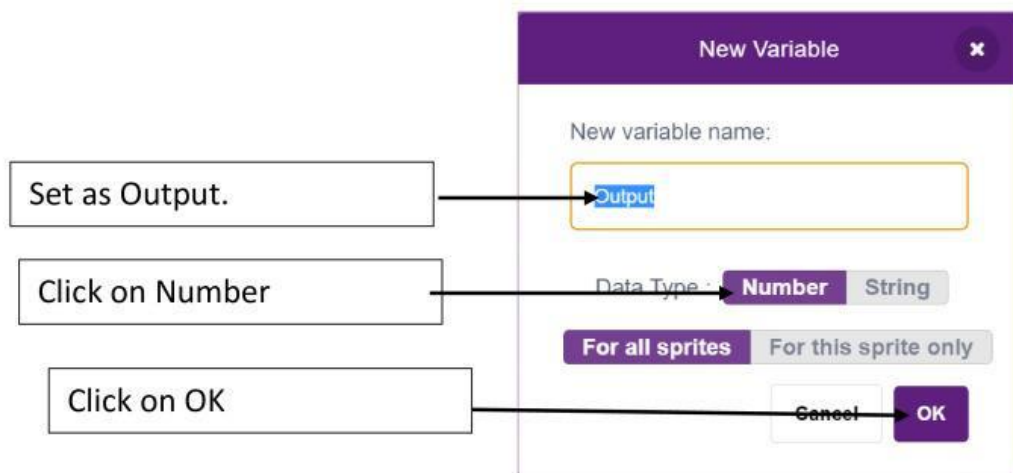 New Variable
New variable name:
Set as Output.
Output
Click on Number
Data Type : Number String
For all sprites For this sprite only
Click on OK
Cancel OK